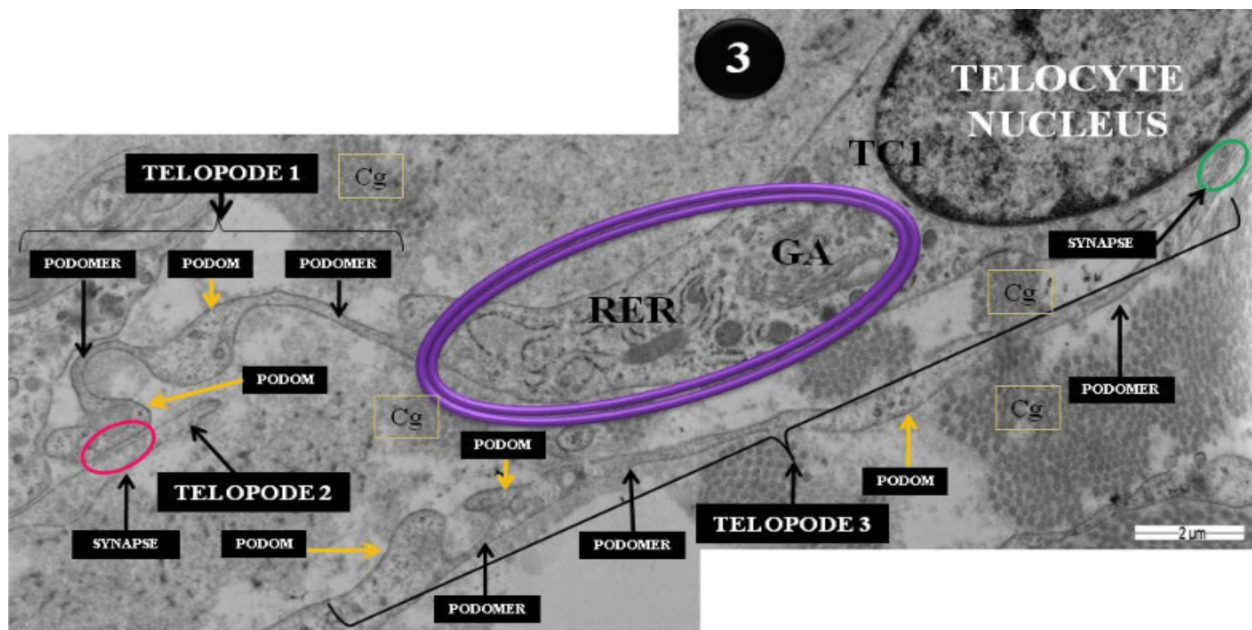 3
TELOCYTE
NUCLEUS
TC1
TELOPODE 1
Cg
PODOMER
PODOM
PODOMER
SYNAPSE
GA
Cg
RER
PODOM
PODOMER
Cg
Cg
PODOM
PODOM
TELOPODE 2
TELOPODE 3
SYNAPSE
PODOM
PODOMER
2 µm
PODOMER